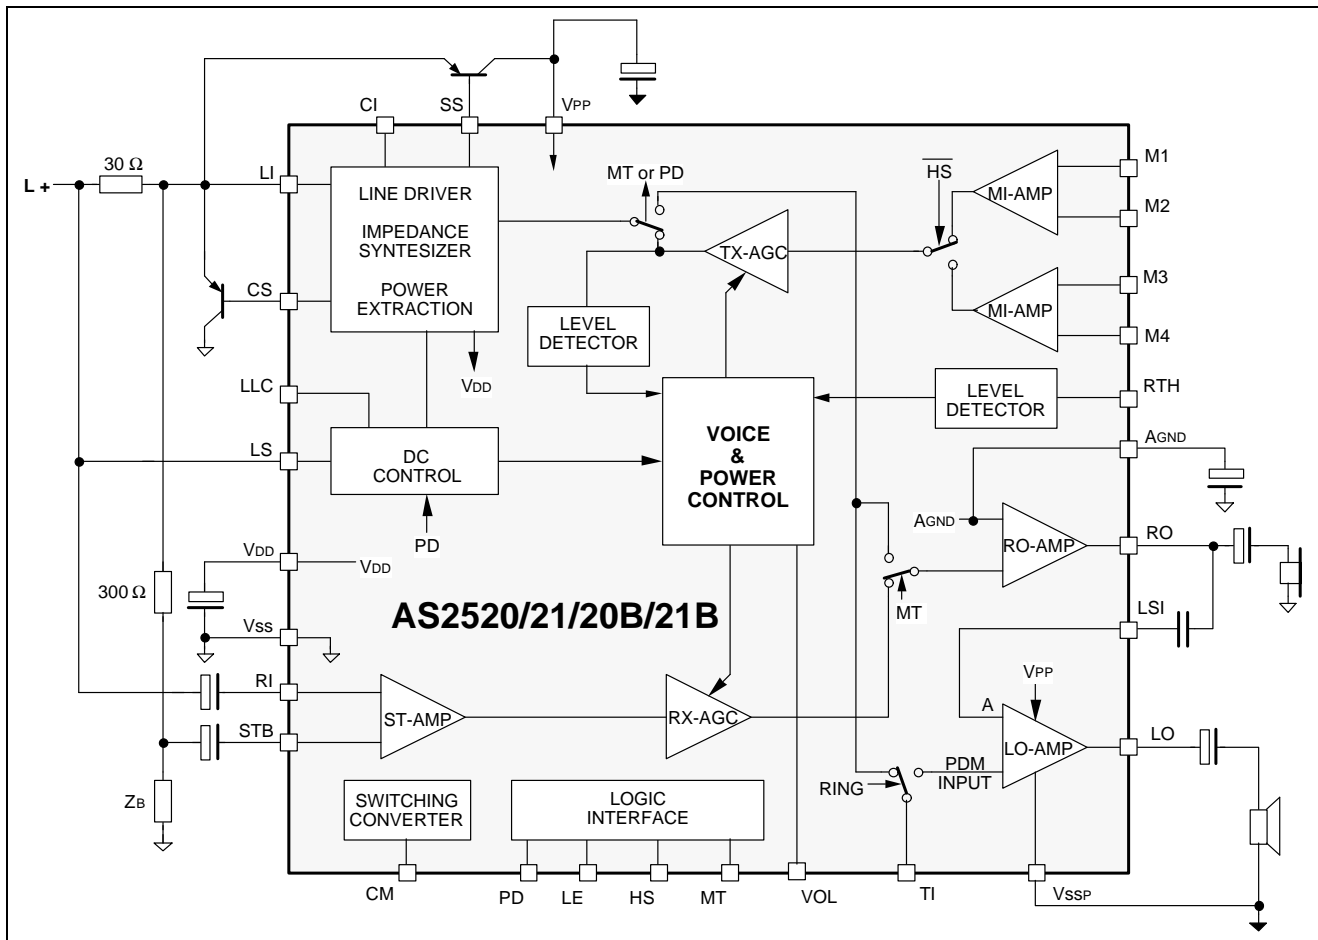 CI
SS
VPP
30 Ω
L +
LI
LINE DRIVER
IMPEDANCE
SYNTESIZER
POWER
EXTRACTION
MT or PD
HS
MI-AMP
M1
M2
TX-AGC
CS
LEVEL
DETECTOR
MI-AMP
M3
M4
VDD
LLC
LEVEL
DETECTOR
RTH
LS
DC
CONTROL
VOICE
&
POWER
CONTROL
AGND
AGND
PD
RO-AMP
RO
VDD
VDD
300 Ω
MT
LSI
VSS
AS2520/21/20B/21B
RI
ST-AMP
RX-AGC
VPP
A
STB
LO-AMP
LO
PDM
INPUT
RING
ZB
SWITCHING
CONVERTER
LOGIC
INTERFACE
CM
PD
LE
HS
MT
VOL
TI
VSSP